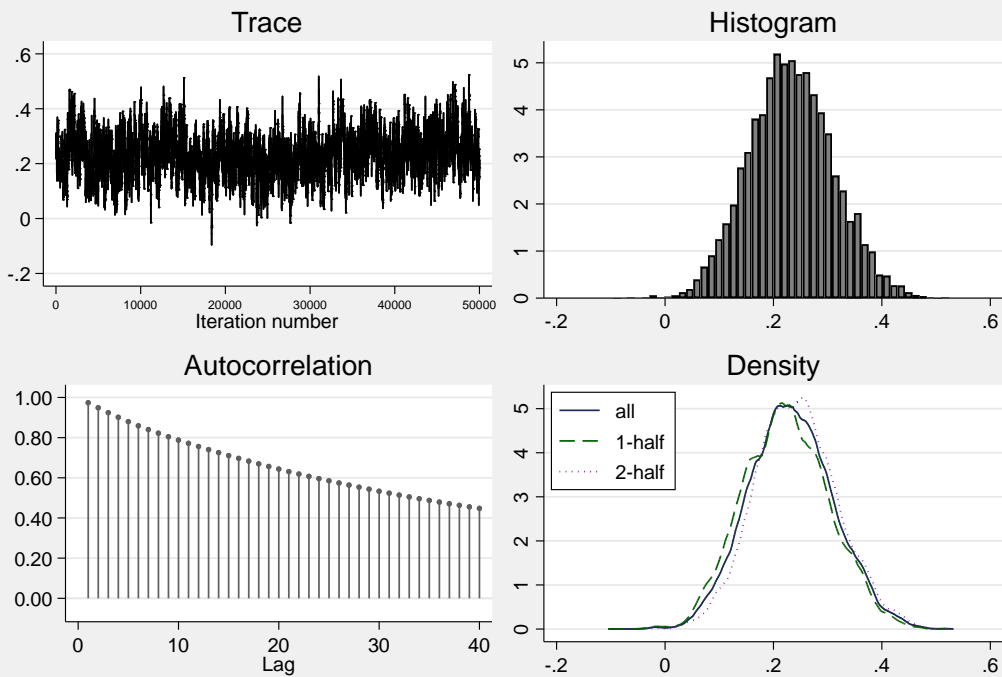 Trace
.6
.4
.2
0
-.2
0 10000 20000 30000 40000 50000
Iteration number
Histogram
5
4
3
2
1
0
-.2 0 .2 .4 .6
Autocorrelation
1.00
0.80
0.60
0.40
0.20
0.00
0 10 20 30 40
Lag
Density
all
1-half
2-half
5
4
3
2
1
0
-.2 0 .2 .4 .6